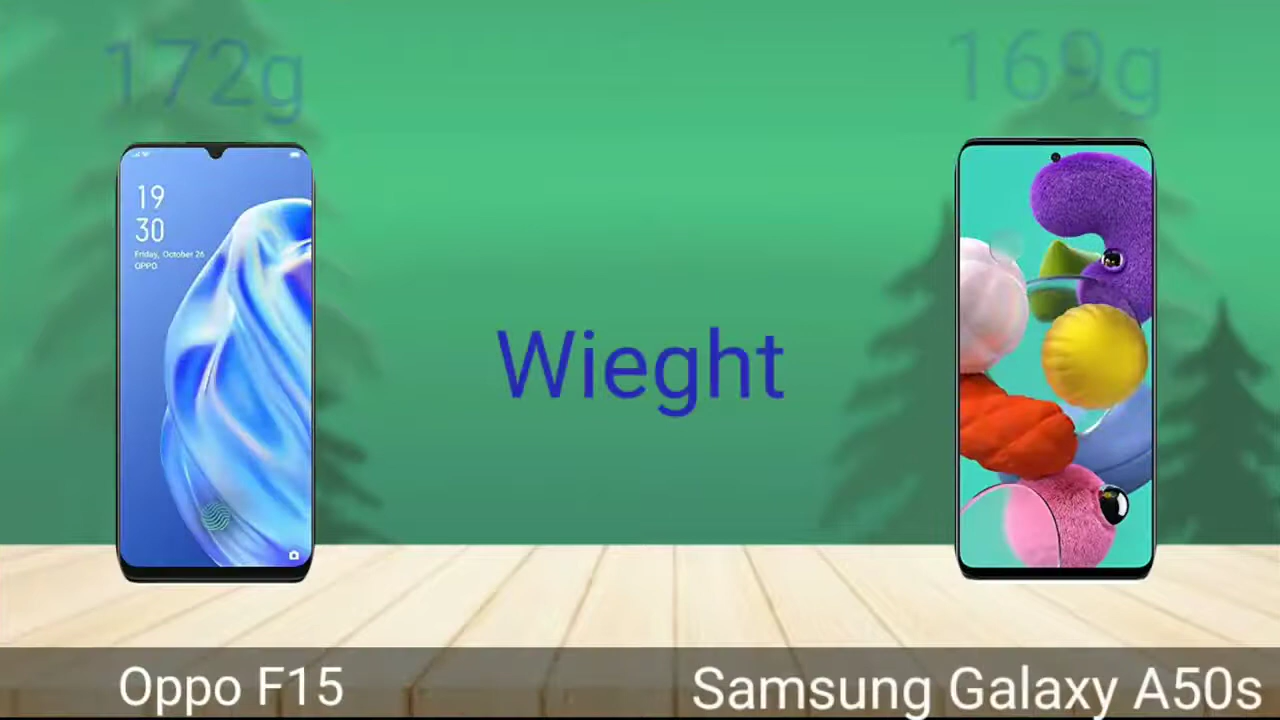 172g
169g
19
30
Friday, October 26
OPPO
Wieght
Oppo F15
Samsung Galaxy A50s